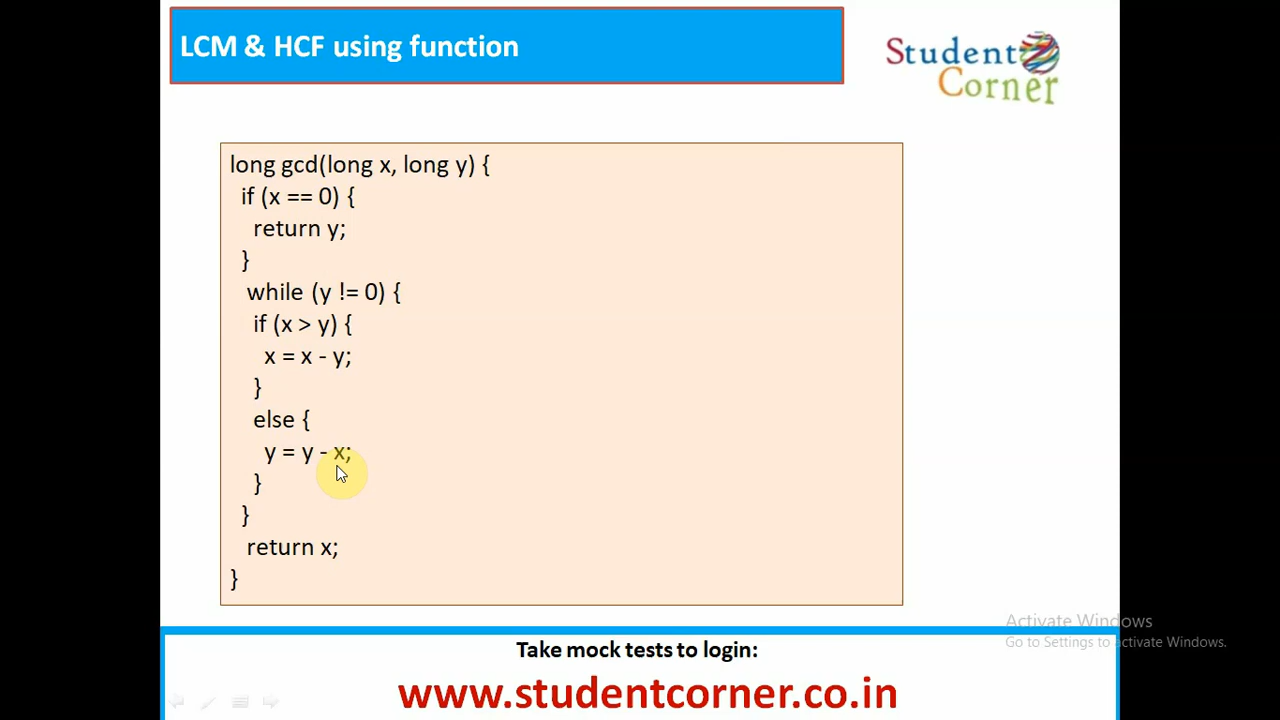 LCM & HCF using function
Student
Corner
long gcd(long x, long y) {
if (x == 0) {
return y;
}
while (y != 0) {
if (x > y) {
x = x - y;
}
else {
y = y - x;
}
}
return x;
}
Activate Windows
Go to Settings to activate Windows.
Take mock tests to login:
www.studentcorner.co.in